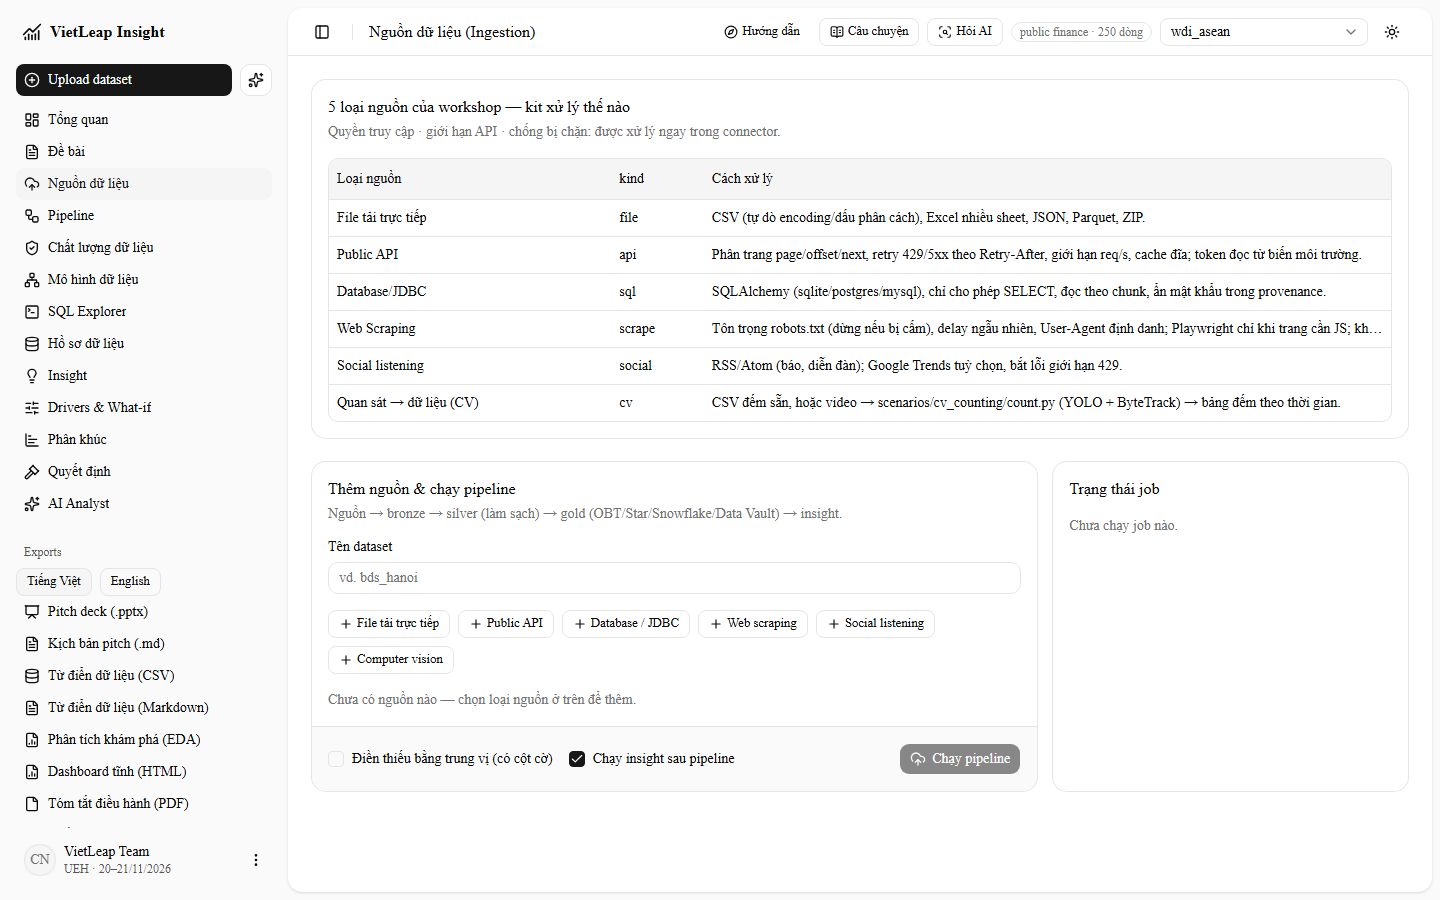 VietLeap Insight
Nguồn dữ liệu (Ingestion)
Hướng dẫn
Câu chuyện
Hỏi AI
public finance · 250 dòng
wdi_asean
Upload dataset
Tổng quan
Đề bài
Nguồn dữ liệu
Pipeline
Chất lượng dữ liệu
Mô hình dữ liệu
SQL Explorer
Hồ sơ dữ liệu
Insight
Drivers & What-if
Phân khúc
Quyết định
AI Analyst
Exports
Tiếng Việt
English
Pitch deck (.pptx)
Kịch bản pitch (.md)
Từ điển dữ liệu (CSV)
Từ điển dữ liệu (Markdown)
Phân tích khám phá (EDA)
Dashboard tĩnh (HTML)
Tóm tắt điều hành (PDF)
CN
VietLeap Team
UEH · 20–21/11/2026
5 loại nguồn của workshop — kit xử lý thế nào
Quyền truy cập · giới hạn API · chống bị chặn: được xử lý ngay trong connector.
Loại nguồn kind Cách xử lý
File tải trực tiếp file CSV (tự dò encoding/dấu phân cách), Excel nhiều sheet, JSON, Parquet, ZIP.
Public API api Phân trang page/offset/next, retry 429/5xx theo Retry-After, giới hạn req/s, cache đĩa; token đọc từ biến môi trường.
Database/JDBC sql SQLAlchemy (sqlite/postgres/mysql), chỉ cho phép SELECT, đọc theo chunk, ẩn mật khẩu trong provenance.
Web Scraping scrape Tôn trọng robots.txt (dừng nếu bị cấm), delay ngẫu nhiên, User-Agent định danh; Playwright chỉ khi trang cần JS; kh…
Social listening social RSS/Atom (báo, diễn đàn); Google Trends tuỳ chọn, bắt lỗi giới hạn 429.
Quan sát → dữ liệu (CV) cv CSV đếm sẵn, hoặc video → scenarios/cv_counting/count.py (YOLO + ByteTrack) → bảng đếm theo thời gian.
Thêm nguồn & chạy pipeline
Nguồn → bronze → silver (làm sạch) → gold (OBT/Star/Snowflake/Data Vault) → insight.
Tên dataset
vd. bds_hanoi
File tải trực tiếp
Public API
Database / JDBC
Web scraping
Social listening
Computer vision
Chưa có nguồn nào — chọn loại nguồn ở trên để thêm.
Điền thiếu bằng trung vị (có cột cờ)
Chạy insight sau pipeline
Chạy pipeline
Trạng thái job
Chưa chạy job nào.